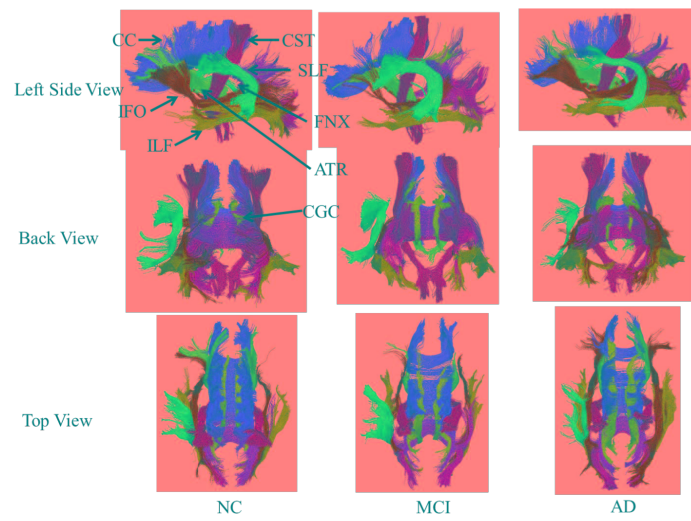 CC
CST
SLF
Left Side View
IFO
FNX
ILF
ATR
CGC
Back View
Top View
NC
MCI
AD